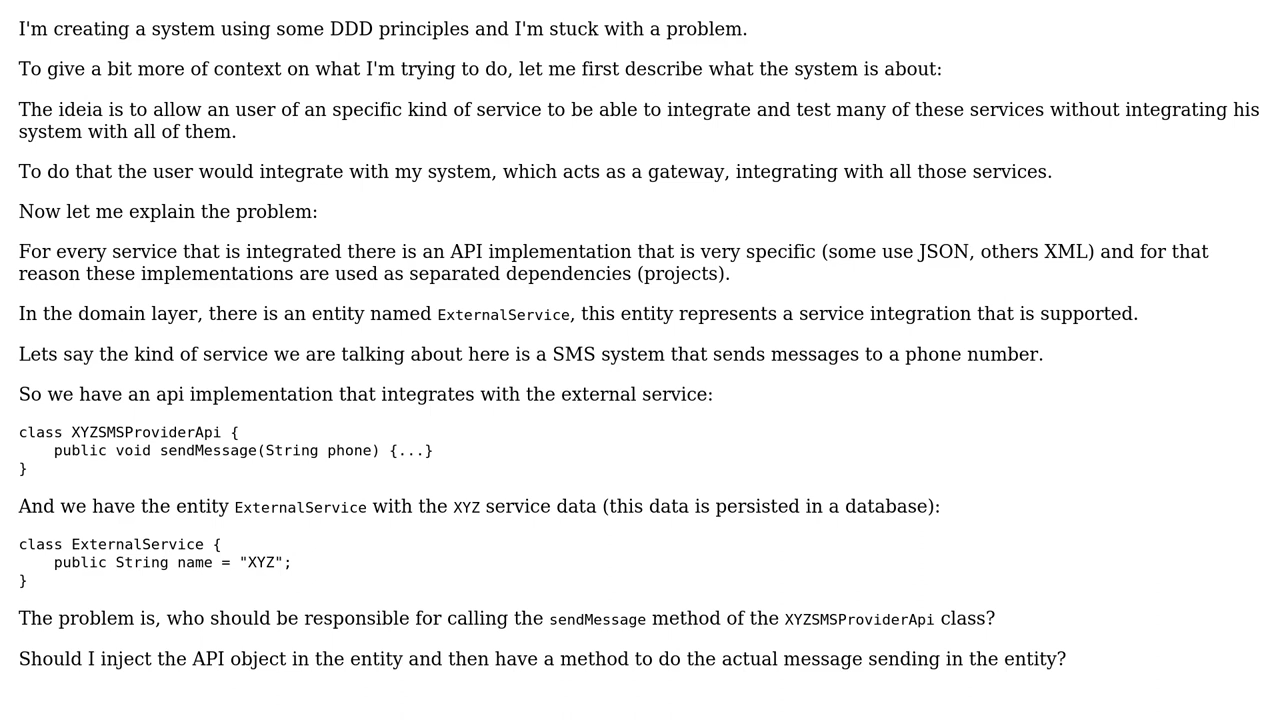 I'm creating a system using some DDD principles and I'm stuck with a problem.
To give a bit more of context on what I'm trying to do, let me first describe what the system is about:
The ideia is to allow an user of an specific kind of service to be able to integrate and test many of these services without integrating his
system with all of them.
To do that the user would integrate with my system, which acts as a gateway, integrating with all those services.
Now let me explain the problem:
For every service that is integrated there is an API implementation that is very specific (some use JSON, others XML) and for that
reason these implementations are used as separated dependencies (projects).
In the domain layer, there is an entity named ExternalService, this entity represents a service integration that is supported.
Lets say the kind of service we are talking about here is a SMS system that sends messages to a phone number.
So we have an api implementation that integrates with the external service:
class XYZSMSProviderApi {
    public void sendMessage(String phone) {...}
}
And we have the entity ExternalService with the XYZ service data (this data is persisted in a database):
class ExternalService {
    public String name = "XYZ";
}
The problem is, who should be responsible for calling the sendMessage method of the XYZSMSProviderApi class?
Should I inject the API object in the entity and then have a method to do the actual message sending in the entity?